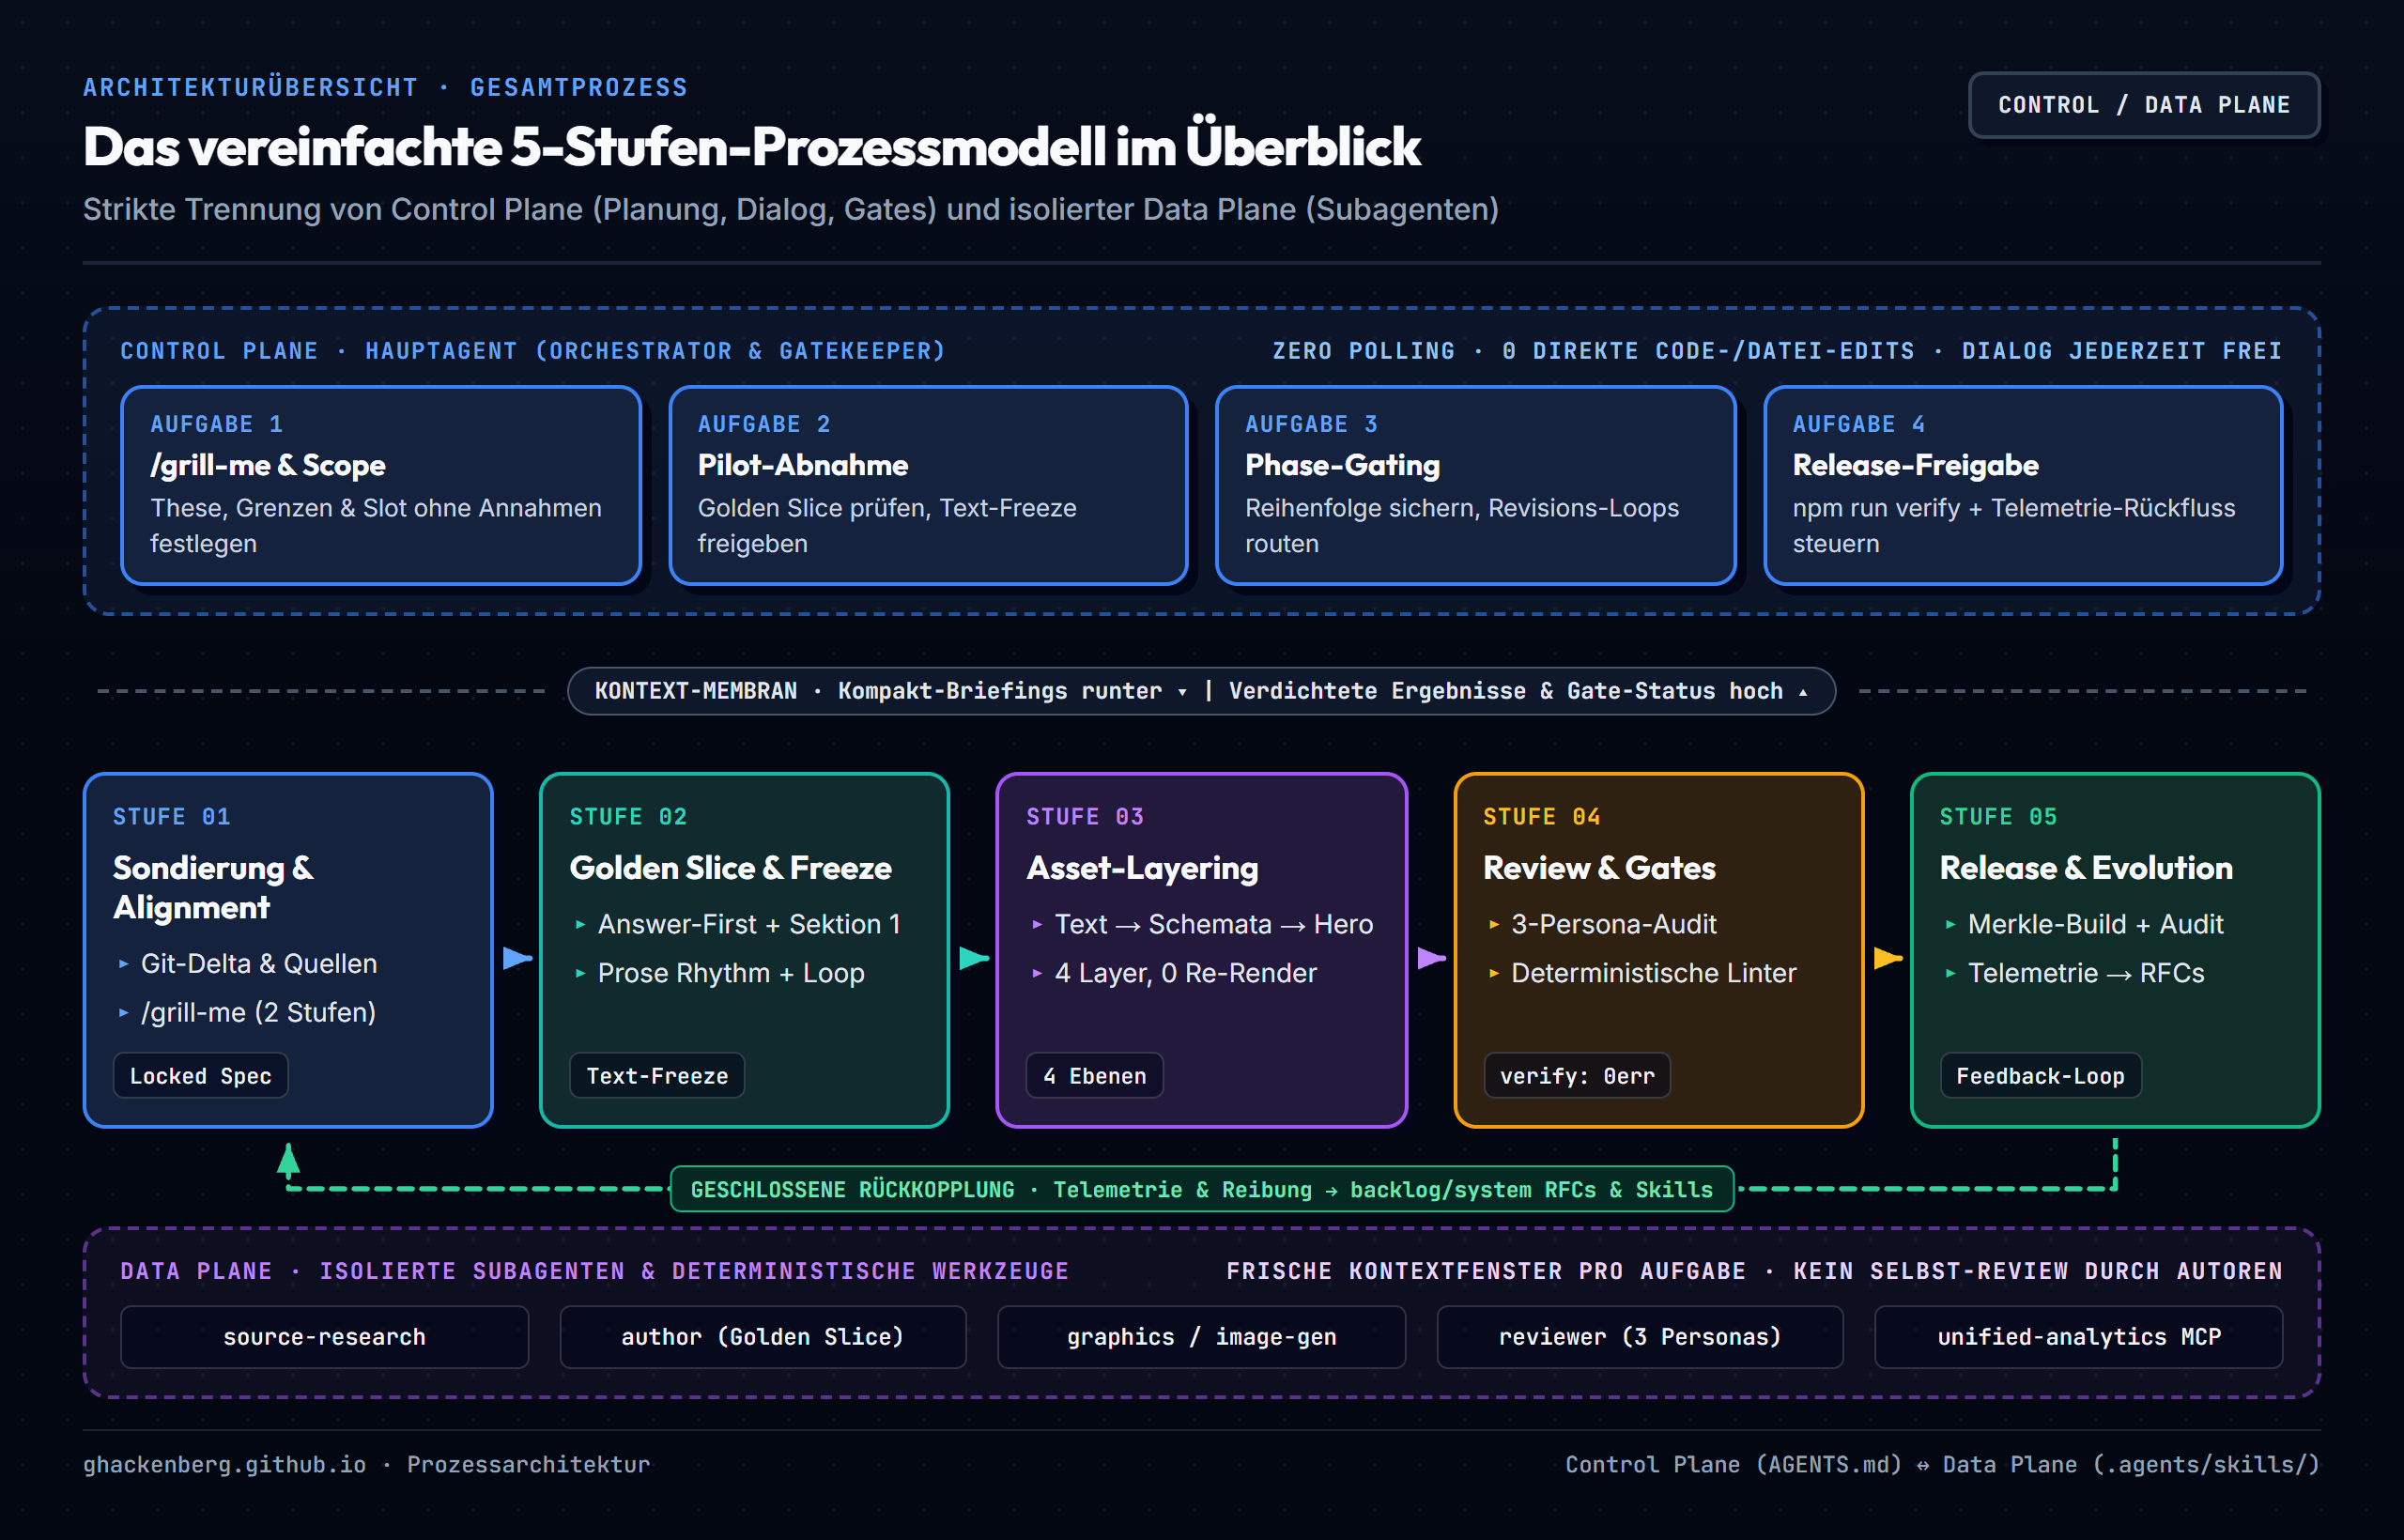 ARCHITEKTURÜBERSICHT · GESAMTPROZESS
CONTROL / DATA PLANE
Das vereinfachte 5-Stufen-Prozessmodell im Überblick
Strikte Trennung von Control Plane (Planung, Dialog, Gates) und isolierter Data Plane (Subagenten)
CONTROL PLANE · HAUPTAGENT (ORCHESTRATOR & GATEKEEPER)
ZERO POLLING · 0 DIREKTE CODE-/DATEI-EDITS · DIALOG JEDERZEIT FREI
AUFGABE 1
/grill-me & Scope
These, Grenzen & Slot ohne Annahmen
festlegen
AUFGABE 2
Pilot-Abnahme
Golden Slice prüfen, Text-Freeze
freigeben
AUFGABE 3
Phase-Gating
Reihenfolge sichern, Revisions-Loops
routen
AUFGABE 4
Release-Freigabe
npm run verify + Telemetrie-Rückfluss
steuern
KONTEXT-MEMBRAN · Kompakt-Briefings runter ▾ | Verdichtete Ergebnisse & Gate-Status hoch ▴
STUFE 01
Sondierung &
Alignment
▸ Git-Delta & Quellen
▸ /grill-me (2 Stufen)
Locked Spec
STUFE 02
Golden Slice & Freeze
▸ Answer-First + Sektion 1
▸ Prose Rhythm + Loop
Text-Freeze
STUFE 03
Asset-Layering
▸ Text → Schemata → Hero
▸ 4 Layer, 0 Re-Render
4 Ebenen
STUFE 04
Review & Gates
▸ 3-Persona-Audit
▸ Deterministische Linter
verify: 0err
STUFE 05
Release & Evolution
▸ Merkle-Build + Audit
▸ Telemetrie → RFCs
Feedback-Loop
GESCHLOSSENE RÜCKKOPPLUNG · Telemetrie & Reibung → backlog/system RFCs & Skills
DATA PLANE · ISOLIERTE SUBAGENTEN & DETERMINISTISCHE WERKZEUGE
FRISCHE KONTEXTFENSTER PRO AUFGABE · KEIN SELBST-REVIEW DURCH AUTOREN
source-research
author (Golden Slice)
graphics / image-gen
reviewer (3 Personas)
unified-analytics MCP
ghackenberg.github.io · Prozessarchitektur
Control Plane (AGENTS.md) ↔ Data Plane (.agents/skills/)